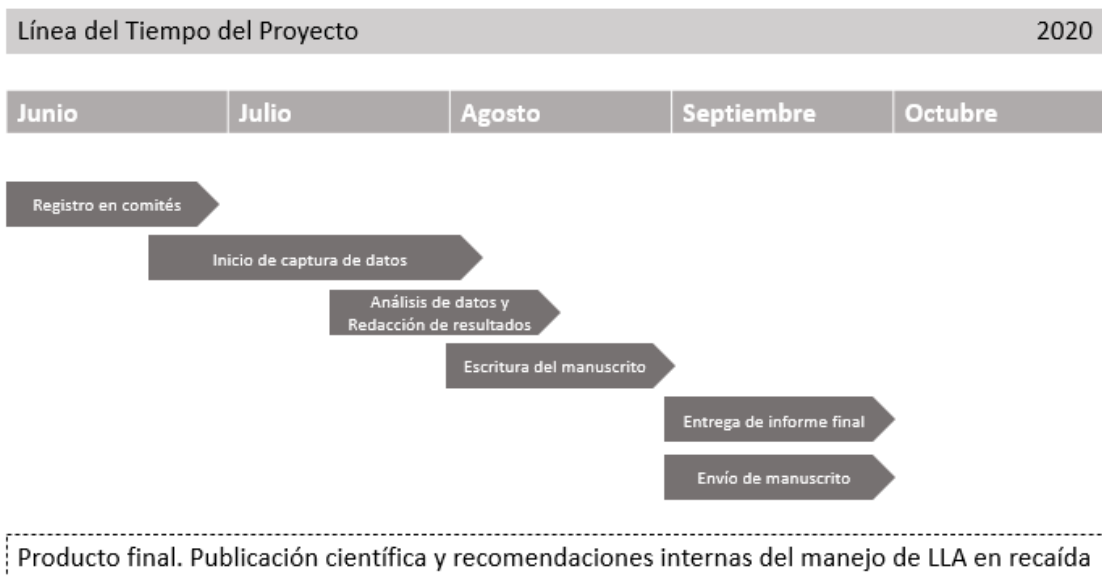 Línea del Tiempo del Proyecto 2020
Junio Julio Agosto Septiembre Octubre
Registro en comités
Inicio de captura de datos
Análisis de datos y
Redacción de resultados
Escritura del manuscrito
Entrega de informe final
Envío de manuscrito
Producto final. Publicación científica y recomendaciones internas del manejo de LLA en recaída